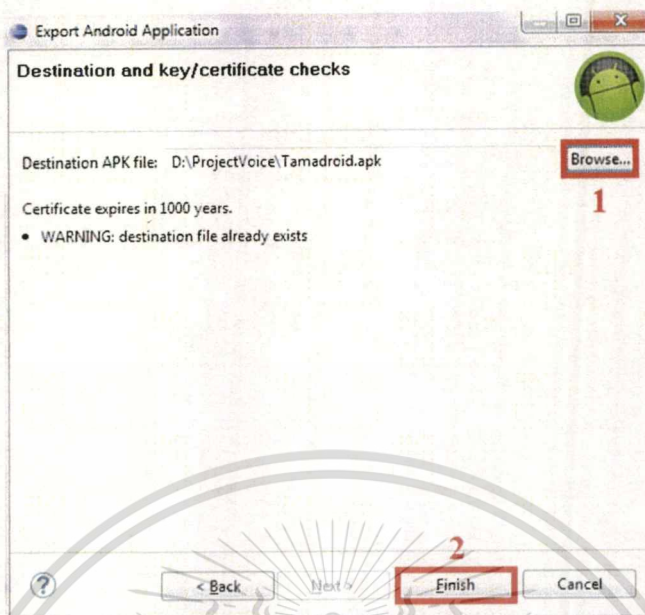 Export Android Application
Destination and key/certificate checks
Destination APK file: D:\ProjectVoice\Tamadroid.apk
Browse...
1
Certificate expires in 1000 years.
• WARNING: destination file already exists
2
?
< Back
Next >
Finish
Cancel